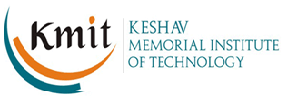 Kmit
KESHAV
MEMORIAL INSTITUTE
OF TECHNOLOGY